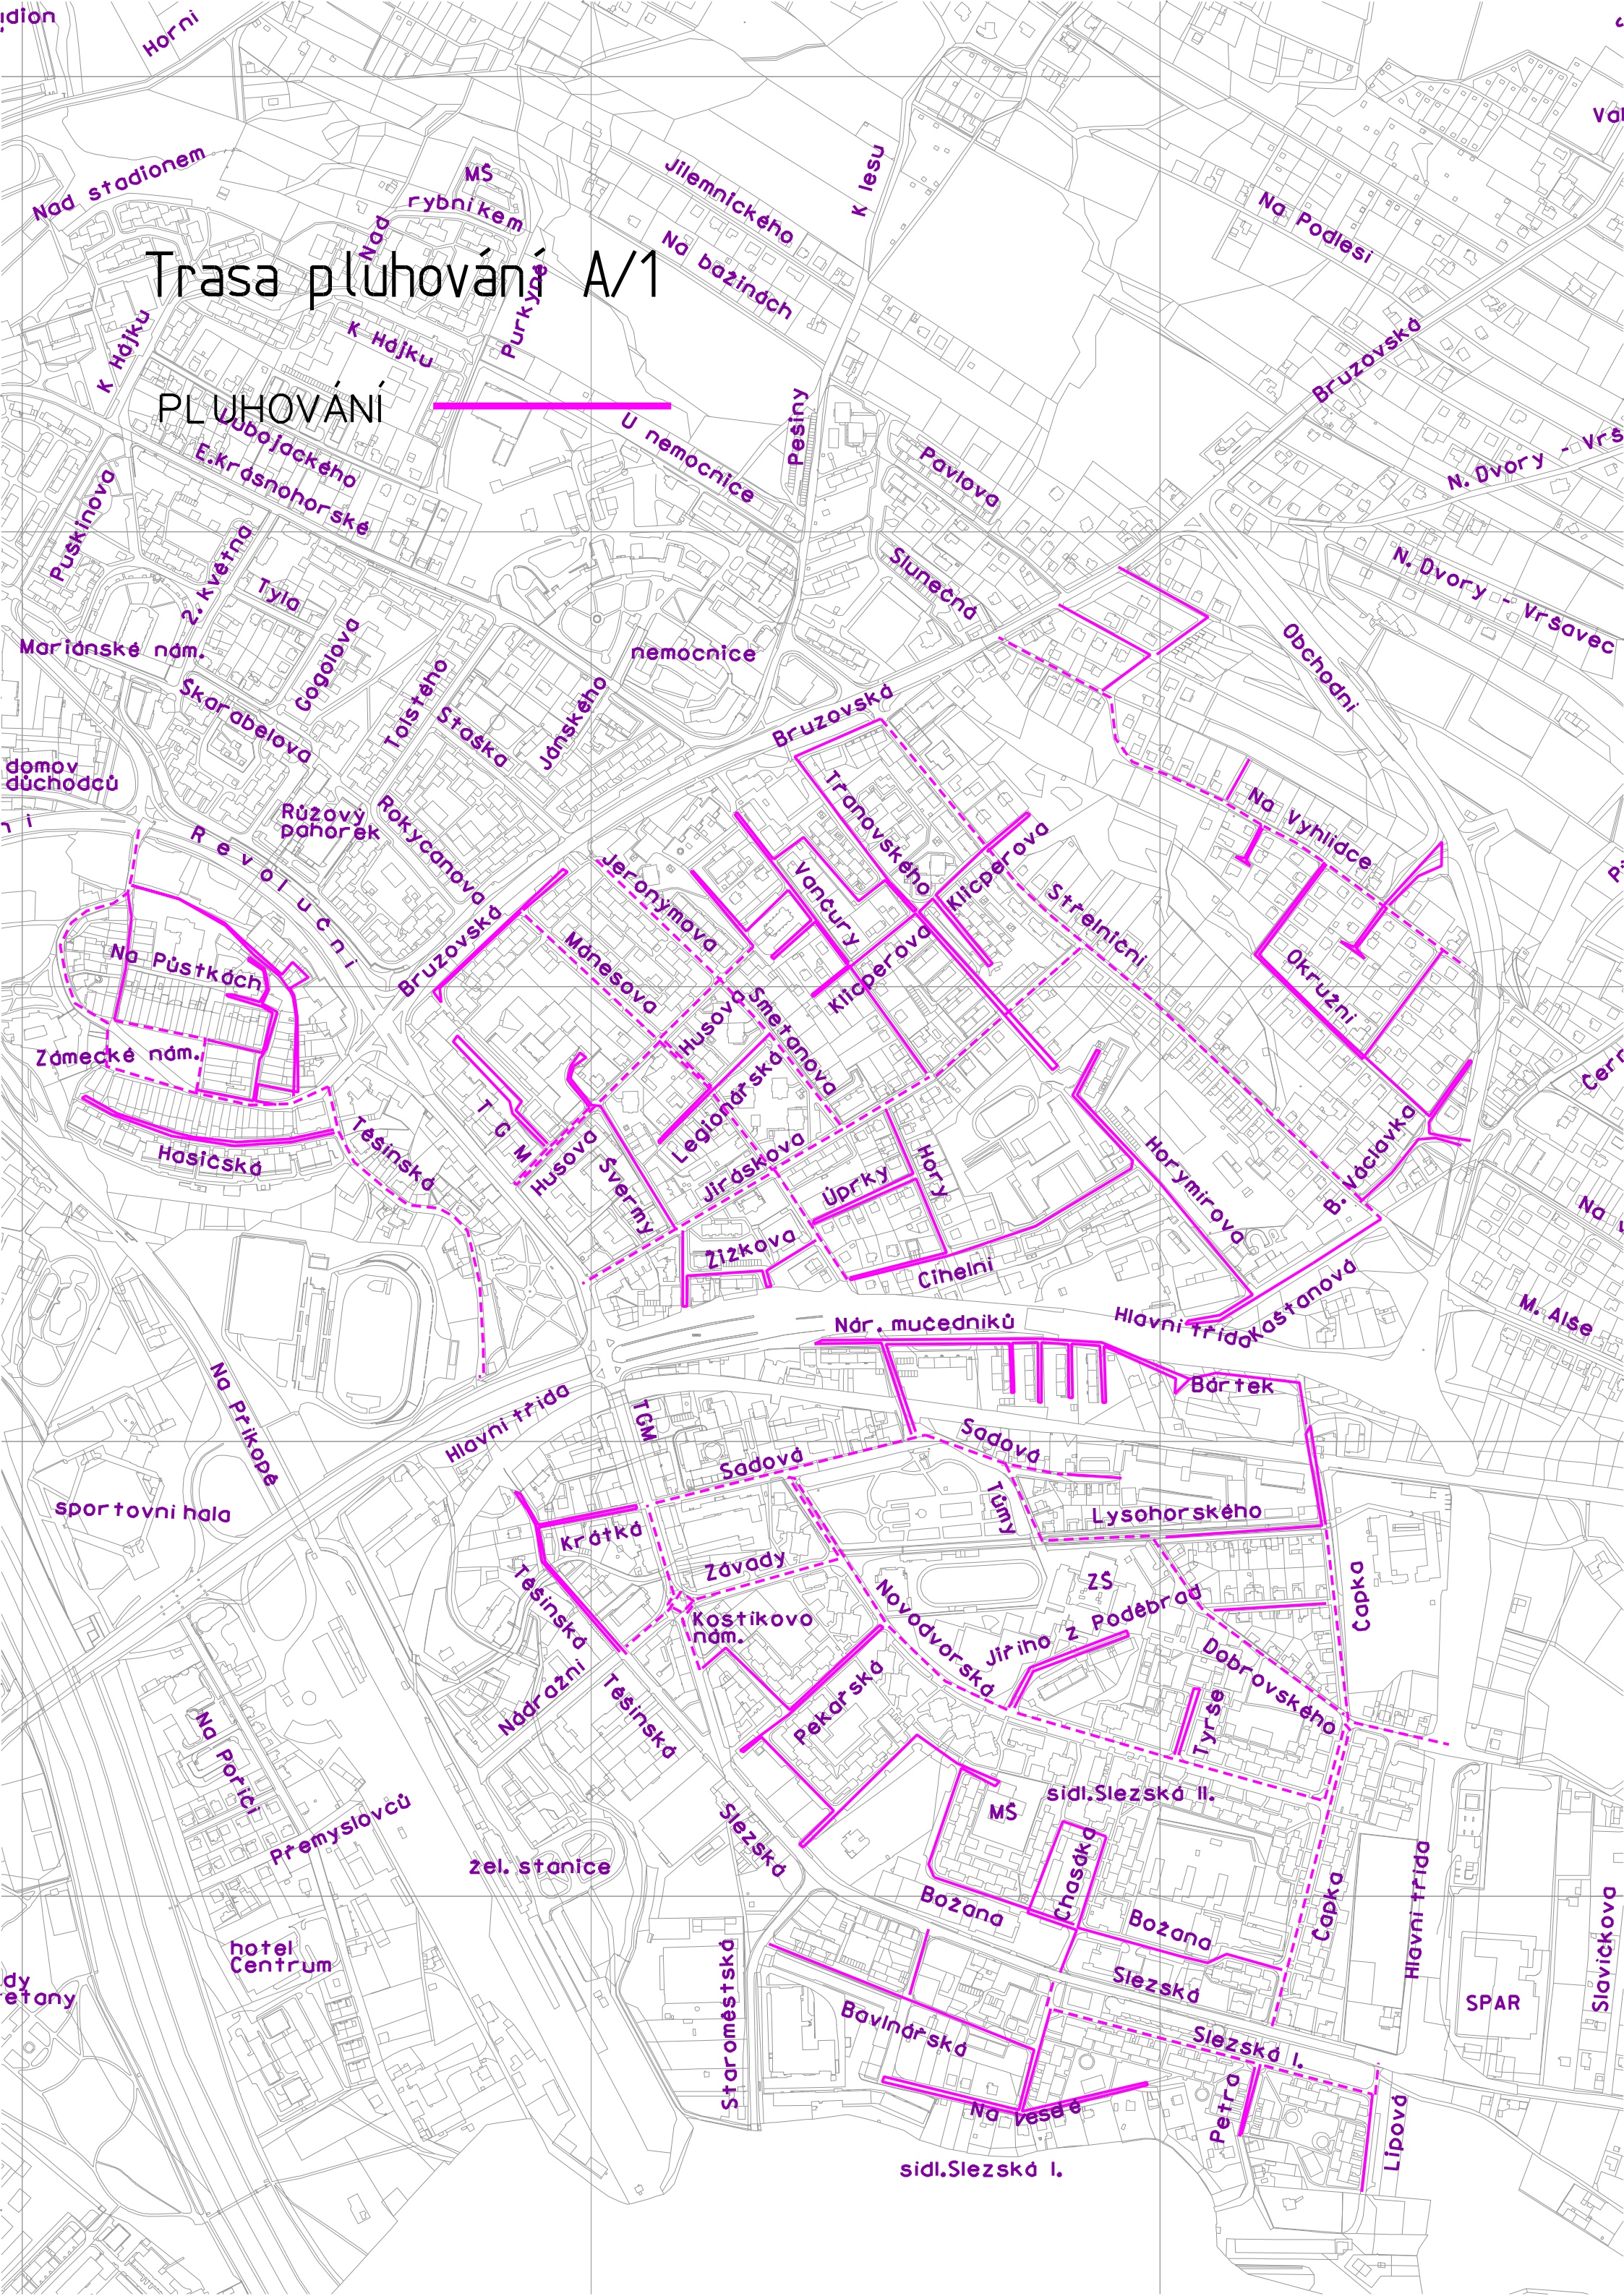 Horní
Nad stadionem
MŠ
rybníkem
Nad
Jilemnického
K lesu
Na Podlesí
Na bažinách
Trasa pluhování A/1
Purkyně
K Hájku
K Hájku
Bruzovská
PLUHOVÁNÍ
Lubojackého
E.Krásnohorské
U nemocnice
Pešiny
Pavlova
N. Dvory - Vrš
Puškinova
2. května
Tyla
Slunečná
N. Dvory - Vršavec
Mariánské nám.
Gogolova
nemocnice
Obchodní
Skarabelova
Tolstého
Staška
Jánského
Bruzovská
domov
důchodců
Růžový
pahorek
Rokycanova
Revoluční
Třanovského
Na Vyhlídce
Klicperova
Jeronýmova
Vančury
Střelniční
Bruzovská
Mánesova
Na Půstkách
Klicperova
Okružní
Husova
Smetanova
Zámecké nám.
Legionářská
T G M
Těšínská
Hasičská
Husova
Švermy
Jiráskova
Úprky
Hory
Horymírova
B. Václavka
Žižkova
Cihelní
Kaštanová
M. Alše
Nár. mučedníků
Hlavní třída
Bártek
Na Příkopě
Hlavní třída
TGM
Sadová
Sadová
sportovní hala
Tůmy
Lysohorského
Krátká
Závady
Těšínská
ZŠ
Čapka
Kostikovo
nám.
Novodvorská
Jiřího z Poděbrad
Dobrovského
Nádražní
Těšínská
Pekařská
Tyrše
Na Poříčí
sídl.Slezská II.
MŠ
Přemyslovců
Slezská
Chasáka
žel. stanice
Božana
Božana
Čapka
Hlavní třída
Slavíčkova
hotel
Centrum
Staroměstská
Slezská
SPAR
Bavlnářská
Slezská I.
Na Veselé
Petra
Lípová
sídl.Slezská I.